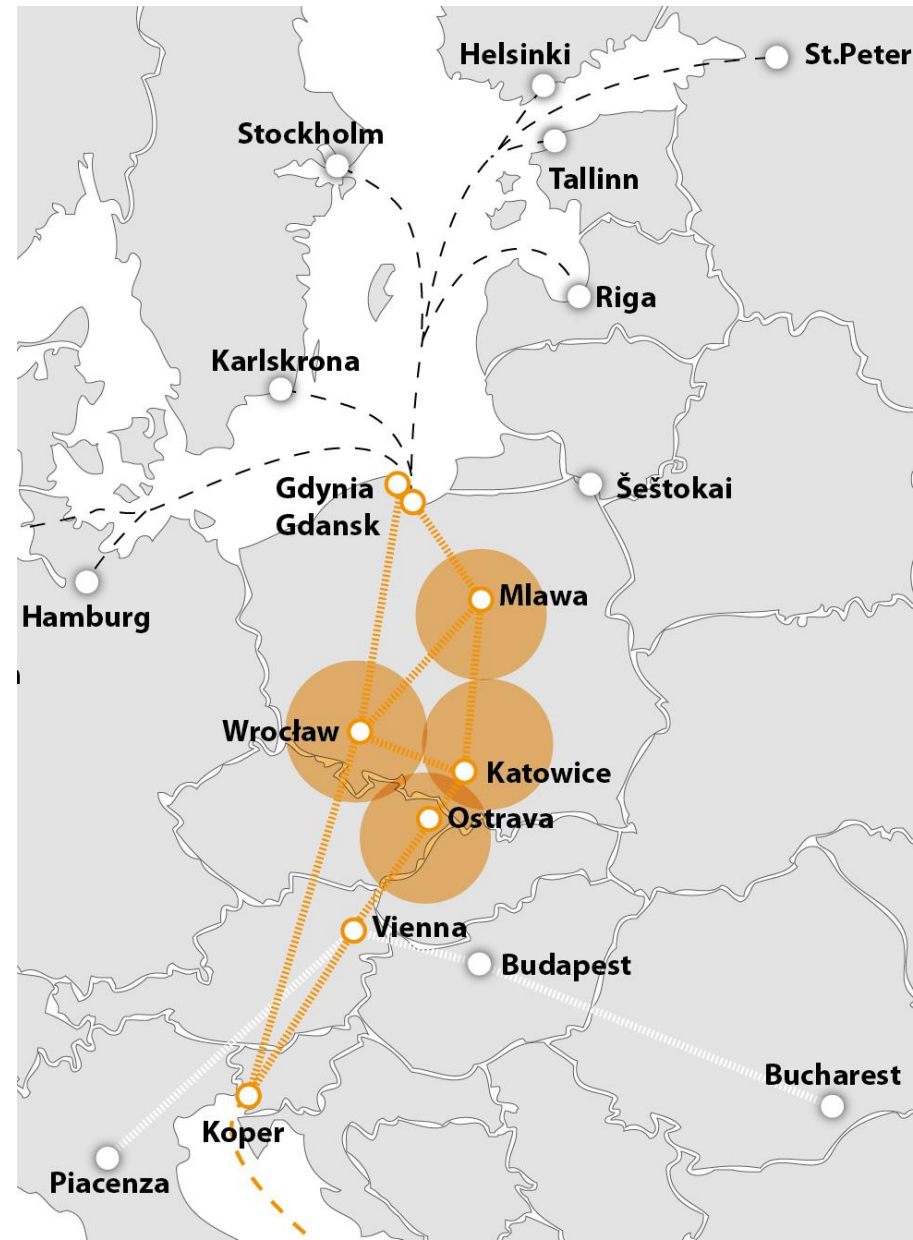 Helsinki
St.Peter
Stockholm
Tallinn
Riga
Karlskrona
Gdynia
Gdansk
Šeštokai
Mlawa
Hamburg
Wrocław
Katowice
Ostrava
Vienna
Budapest
Bucharest
Koper
Piacenza